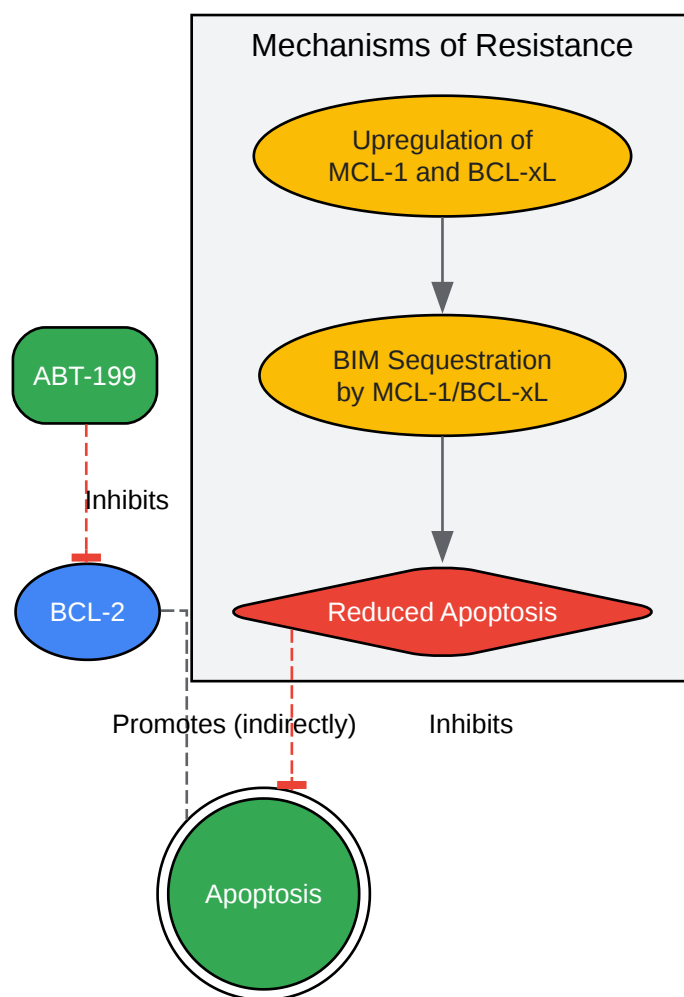 Mechanisms of Resistance
Upregulation of
MCL-1 and BCL-xL
BIM Sequestration
by MCL-1/BCL-xL
ABT-199
Inhibits
BCL-2
Reduced Apoptosis
Promotes (indirectly)
Inhibits
Apoptosis